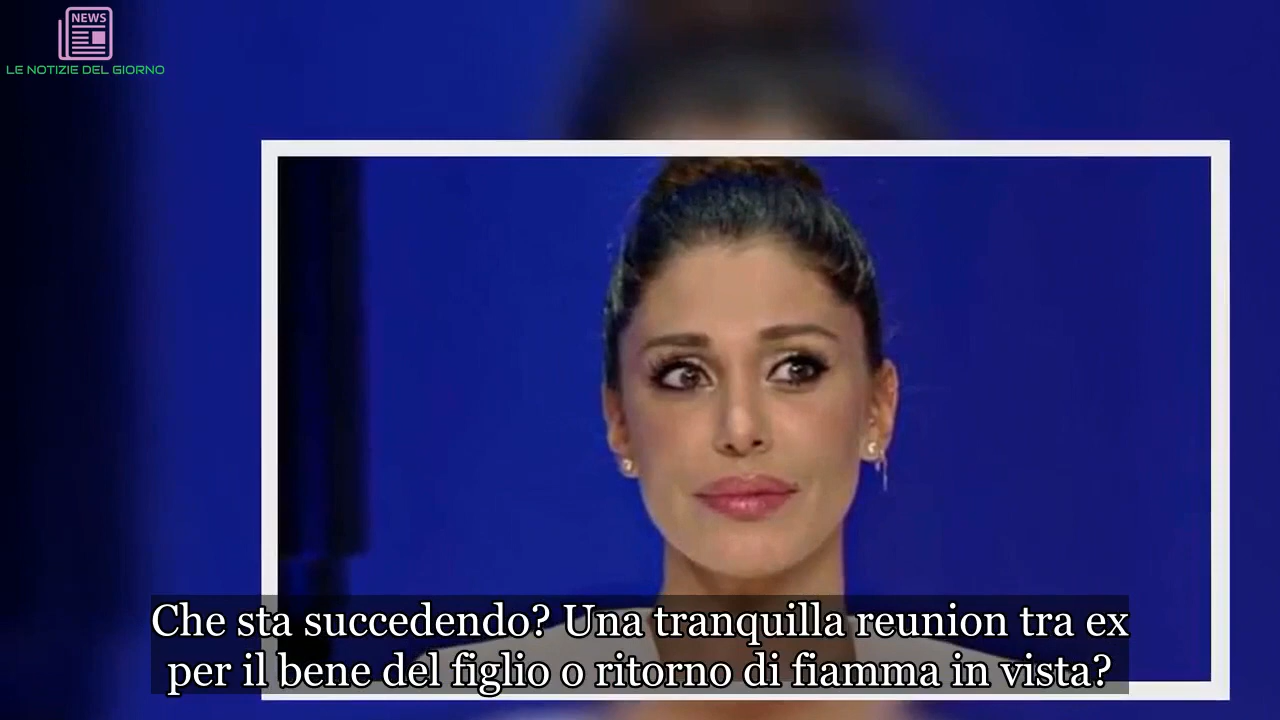 NEWS
LE NOTIZIE DEL GIORNO
Che sta succedendo? Una tranquilla reunion tra ex
per il bene del figlio o ritorno di fiamma in vista?